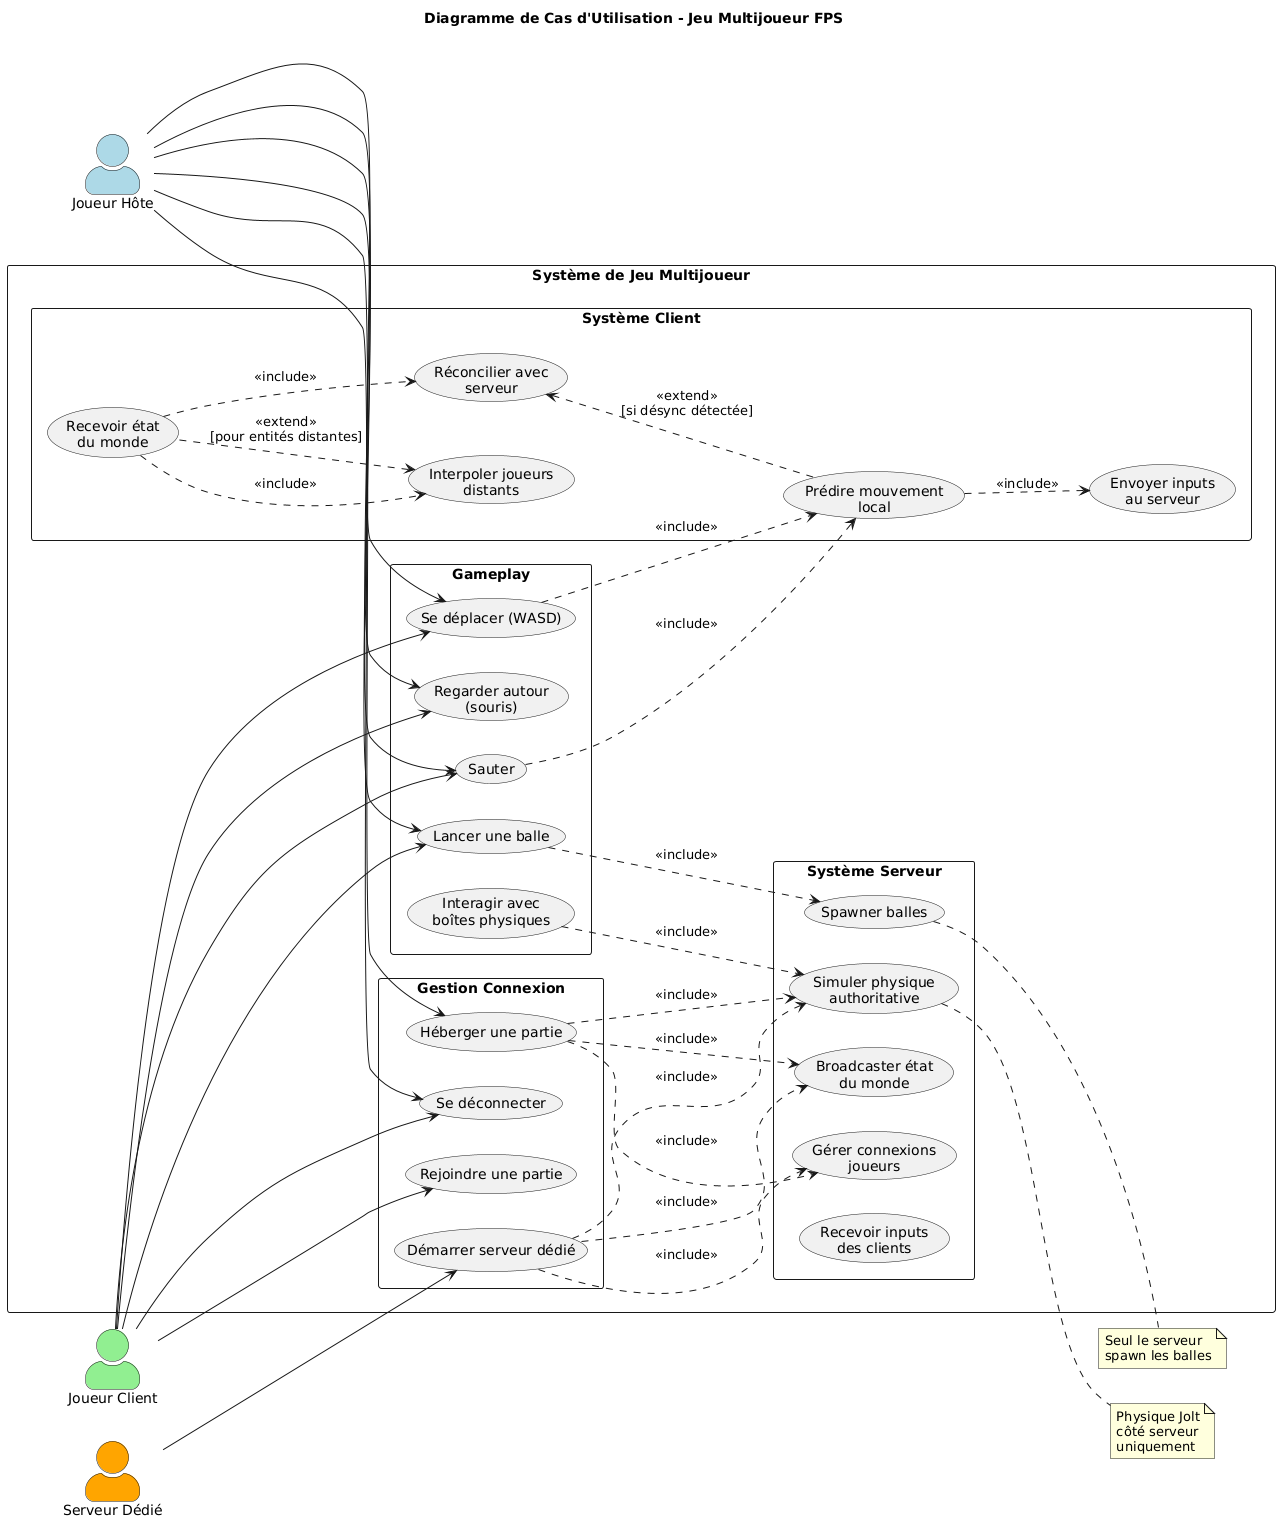 Diagramme de Cas d'Utilisation - Jeu Multijoueur FPS
Joueur Hôte
Système de Jeu Multijoueur
Système Client
Recevoir état
du monde
Réconcilier avec
serveur
Interpoler joueurs
distants
Prédire mouvement
local
Envoyer inputs
au serveur
«include»
«extend»
[pour entités distantes]
«include»
«extend»
[si désync détectée]
«include»
«include»
«include»
Gameplay
Se déplacer (WASD)
Regarder autour
(souris)
Sauter
Lancer une balle
Interagir avec
boîtes physiques
«include»
«include»
Gestion Connexion
Héberger une partie
Se déconnecter
Rejoindre une partie
Démarrer serveur dédié
«include»
«include»
«include»
«include»
«include»
«include»
Système Serveur
Spawner balles
Simuler physique
authoritative
Broadcaster état
du monde
Gérer connexions
joueurs
Recevoir inputs
des clients
Joueur Client
Serveur Dédié
Seul le serveur
spawn les balles
Physique Jolt
côté serveur
uniquement